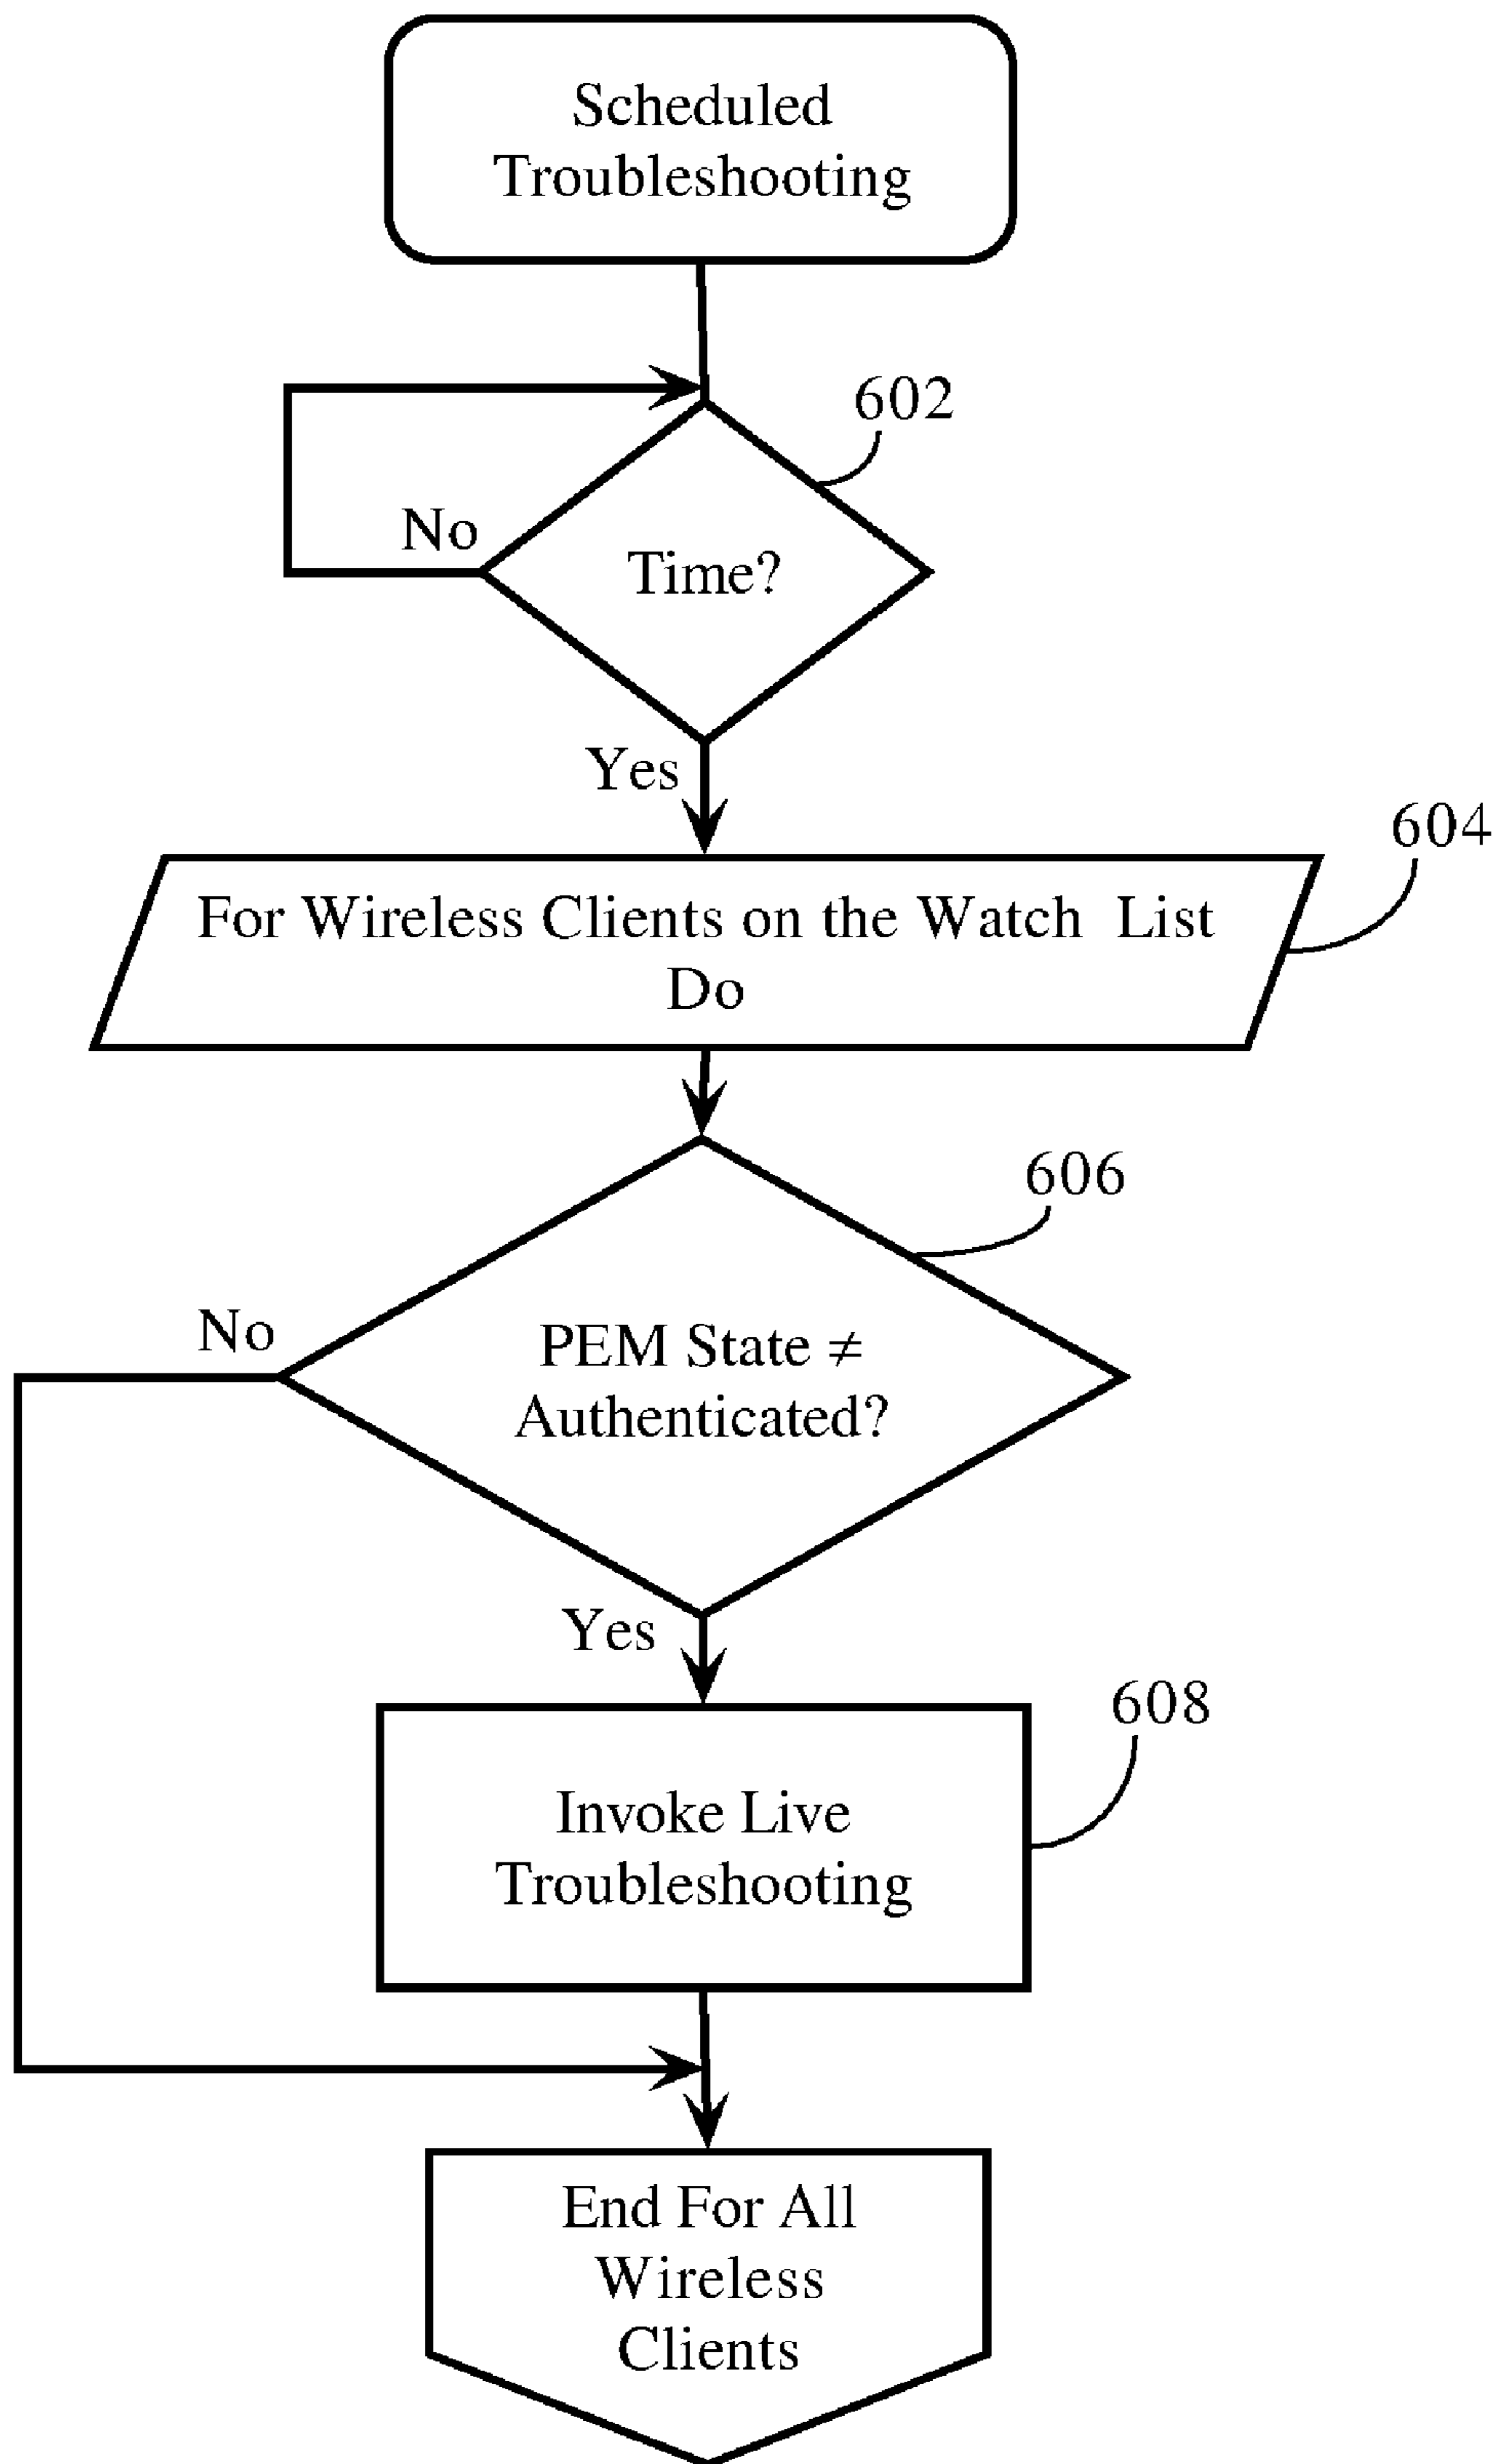 Scheduled
Troubleshooting
602
No
Time?
Yes
604
For Wireless Clients on the Watch List
Do
606
No
PEM State ≠
Authenticated?
Yes
608
Invoke Live
Troubleshooting
End For All
Wireless
Clients